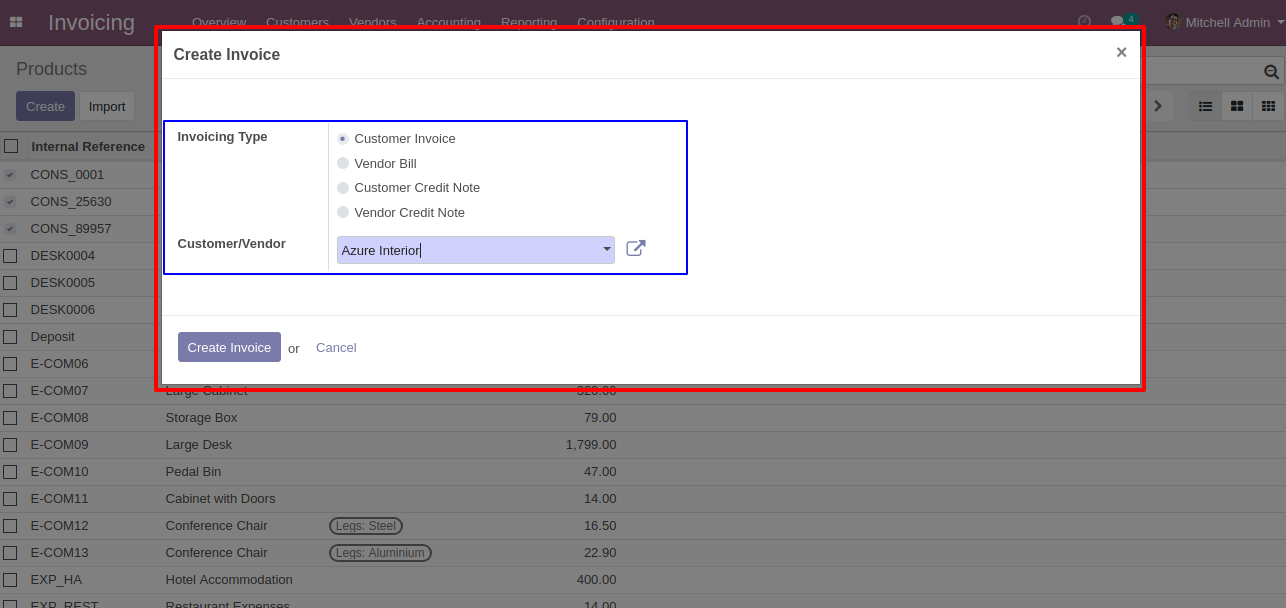 Invoicing Overview Customers Vendors Accounting Reporting Configuration 4 Mitchell Admin
Products
Create Import
Internal Reference
CONS_0001
CONS_25630
CONS_89957
DESK0004
DESK0005
DESK0006
Deposit
E-COM06
Create Invoice ×
Invoicing Type
Customer Invoice
Vendor Bill
Customer Credit Note
Vendor Credit Note
Customer/Vendor Azure Interior
Create Invoice or Cancel
E-COM07 Large Cabinet 320.00
E-COM08 Storage Box 79.00
E-COM09 Large Desk 1,799.00
E-COM10 Pedal Bin 47.00
E-COM11 Cabinet with Doors 14.00
E-COM12 Conference Chair Legs: Steel 16.50
E-COM13 Conference Chair Legs: Aluminium 22.90
EXP_HA Hotel Accommodation 400.00
EXP_REST Restaurant Expenses 14.00